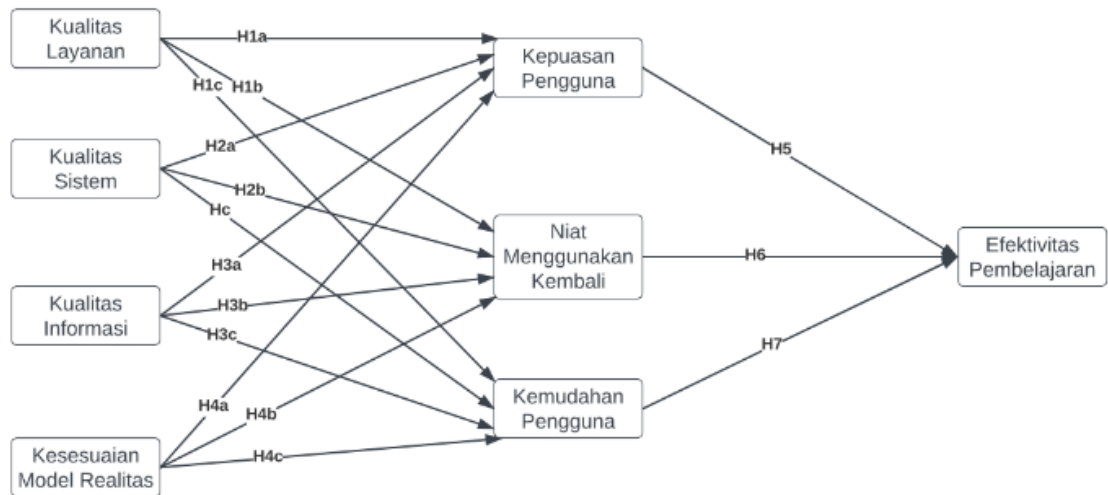 Kualitas
Layanan
Kualitas
Sistem
Kualitas
Informasi
Kesesuaian
Model Realitas
H1a
H1c
H1b
H2a
H2b
Hc
H3a
H3b
H3c
H4a
H4b
H4c
Kepuasan
Pengguna
Niat
Menggunakan
Kembali
Kemudahan
Pengguna
H5
H6
H7
Efektivitas
Pembelajaran